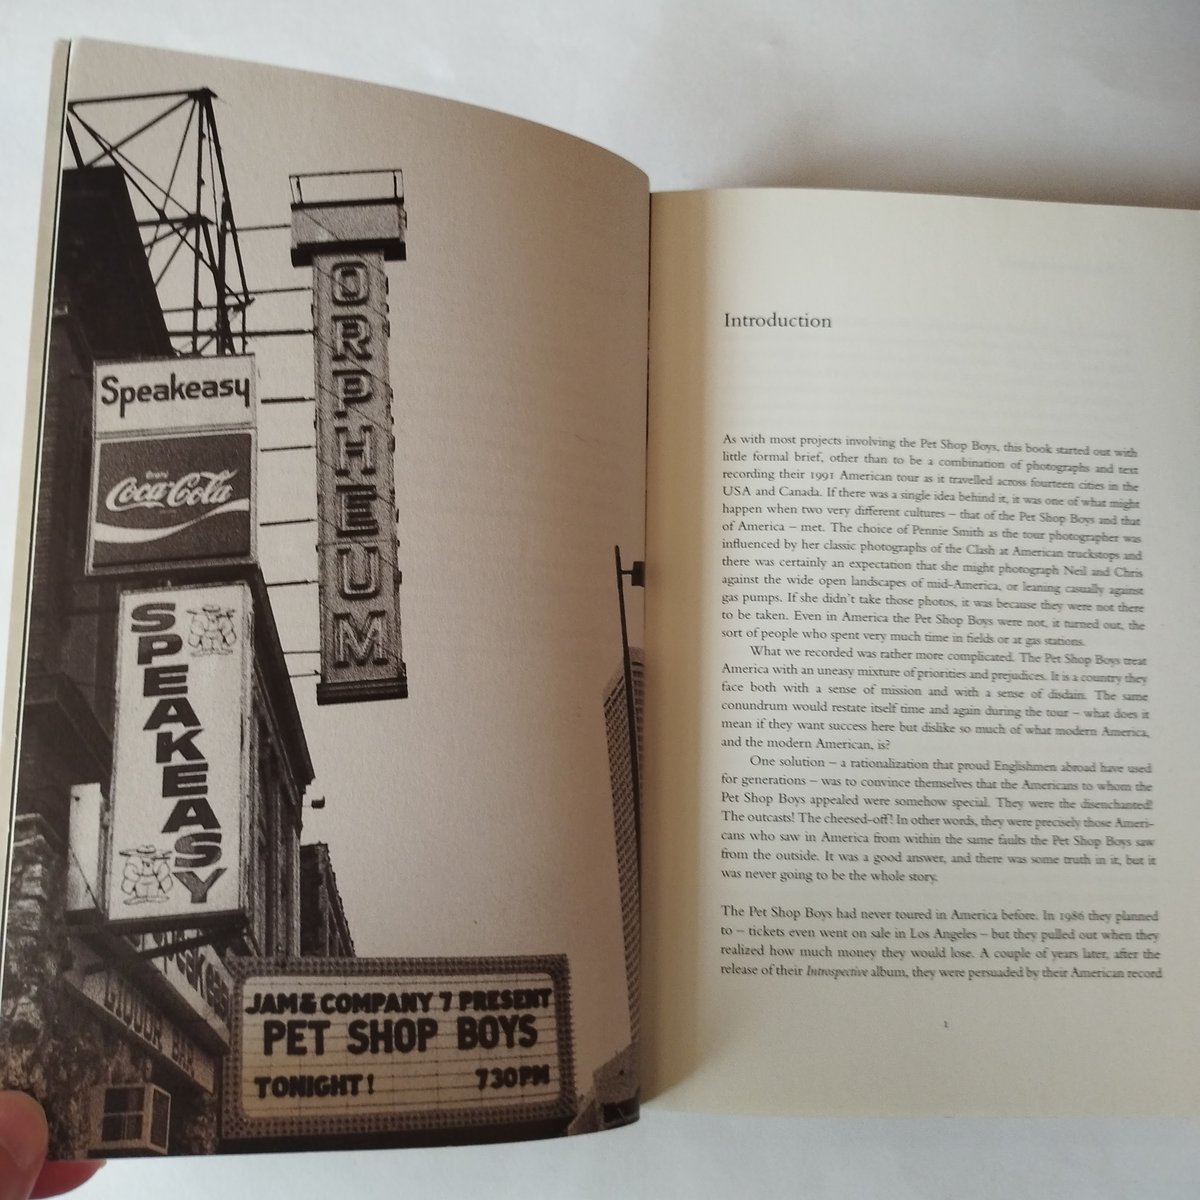 ORPHEUM
Speakeasy
Enjoy
Coca-Cola
SPEAKEASY
LIQUOR BAR
JAM & COMPANY 7 PRESENT
PET SHOP BOYS
TONIGHT! 730PM
Introduction
As with most projects involving the Pet Shop Boys, this book started out with
little formal brief, other than to be a combination of photographs and text
recording their 1991 American tour as it travelled across fourteen cities in the
USA and Canada. If there was a single idea behind it, it was one of what might
happen when two very different cultures – that of the Pet Shop Boys and that
of America – met. The choice of Pennie Smith as the tour photographer was
influenced by her classic photographs of the Clash at American truckstops and
there was certainly an expectation that she might photograph Neil and Chris
against the wide open landscapes of mid-America, or leaning casually against
gas pumps. If she didn't take those photos, it was because they were not there
to be taken. Even in America the Pet Shop Boys were not, it turned out, the
sort of people who spent very much time in fields or at gas stations.
What we recorded was rather more complicated. The Pet Shop Boys treat
America with an uneasy mixture of priorities and prejudices. It is a country they
face both with a sense of mission and with a sense of disdain. The same
conundrum would restate itself time and again during the tour – what does it
mean if they want success here but dislike so much of what modern America,
and the modern American, is?
One solution – a rationalization that proud Englishmen abroad have used
for generations – was to convince themselves that the Americans to whom the
Pet Shop Boys appealed were somehow special. They were the disenchanted!
The outcasts! The cheesed-off! In other words, they were precisely those Ameri-
cans who saw in America from within the same faults the Pet Shop Boys saw
from the outside. It was a good answer, and there was some truth in it, but it
was never going to be the whole story.
The Pet Shop Boys had never toured in America before. In 1986 they planned
to – tickets even went on sale in Los Angeles – but they pulled out when they
realized how much money they would lose. A couple of years later, after the
release of their Introspective album, they were persuaded by their American record
1